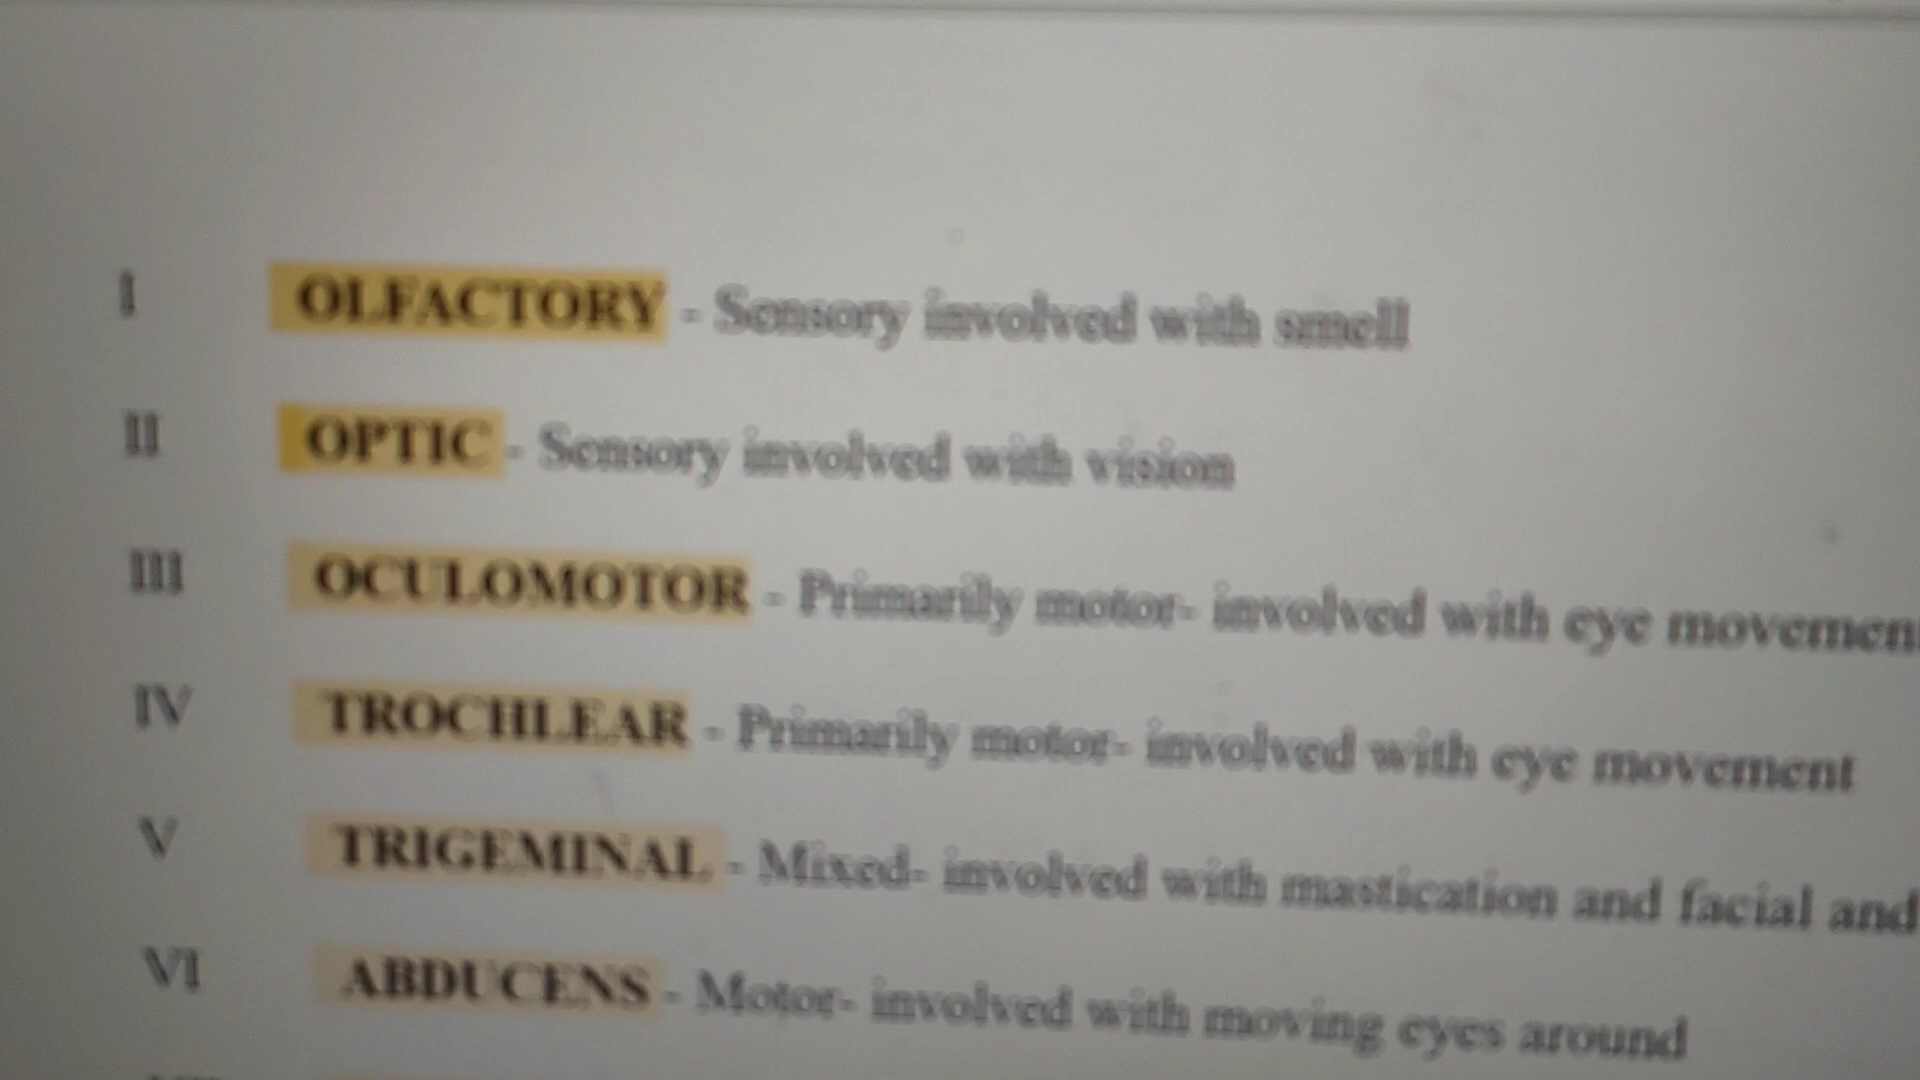 I OLFACTORY - Sensory involved with smell
II OPTIC - Sensory involved with vision
III OCULOMOTOR - Primarily motor- involved with eye movement
IV TROCHLEAR - Primarily motor- involved with eye movement
V TRIGEMINAL - Mixed- involved with mastication and facial and
VI ABDUCENS - Motor- involved with moving eyes around